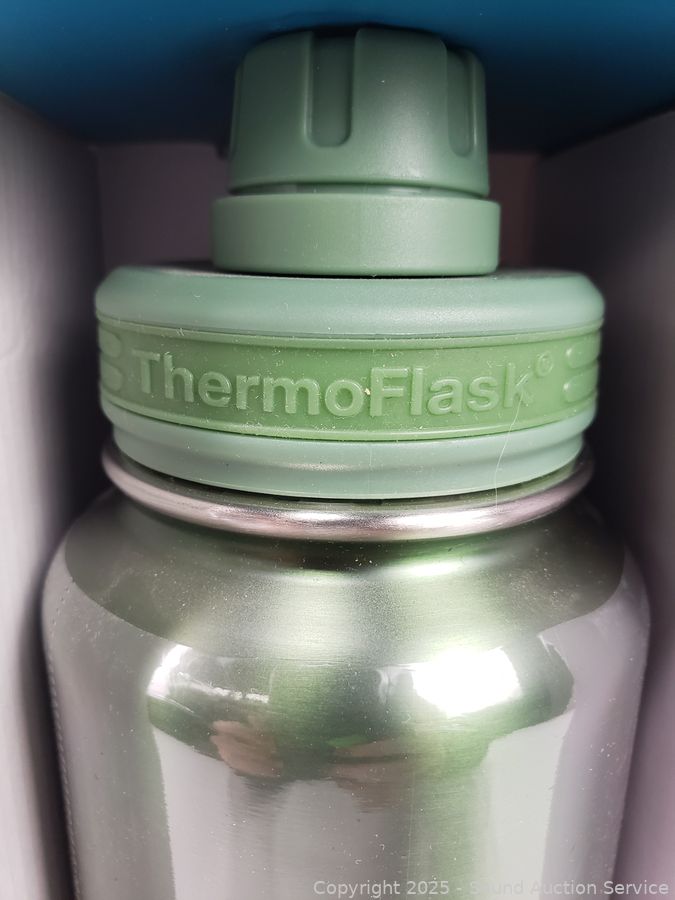 ThermoFlask®
Copyright 2025 - Sound Auction Service